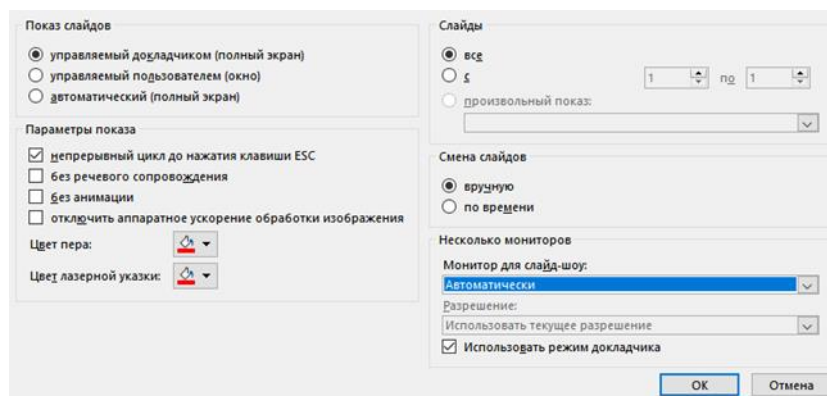 Показ слайдов
управляемый докладчиком (полный экран)
управляемый пользователем (окно)
автоматический (полный экран)
Параметры показа
непрерывный цикл до нажатия клавиши ESC
без речевого сопровождения
без анимации
отключить аппаратное ускорение обработки изображения
Цвет пера:
Цвет лазерной указки:
Слайды
все
с 1 по 1
произвольный показ:
Смена слайдов
вручную
по времени
Несколько мониторов
Монитор для слайд-шоу:
Автоматически
Разрешение:
Использовать текущее разрешение
Использовать режим докладчика
ОК Отмена